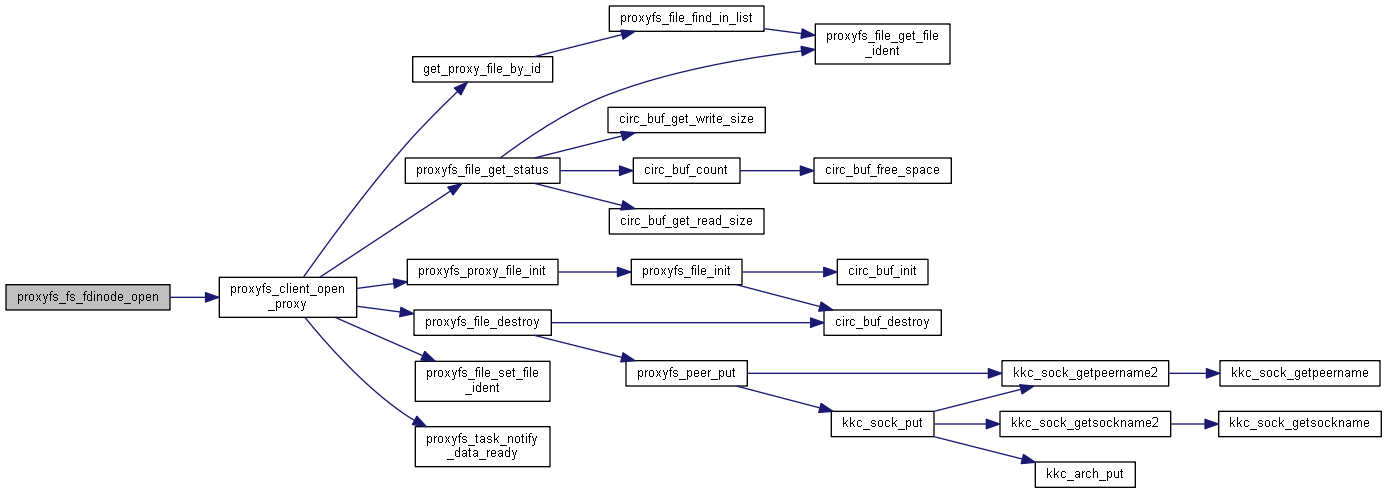 proxyfs_fs_fdinode_open
proxyfs_client_open
_proxy
get_proxy_file_by_id
proxyfs_file_find_in_list
proxyfs_file_get_file
_ident
proxyfs_file_get_status
circ_buf_get_write_size
circ_buf_count
circ_buf_free_space
circ_buf_get_read_size
proxyfs_proxy_file_init
proxyfs_file_init
circ_buf_init
proxyfs_file_destroy
circ_buf_destroy
proxyfs_peer_put
kkc_sock_getpeername2
kkc_sock_getpeername
kkc_sock_put
kkc_sock_getsockname2
kkc_sock_getsockname
kkc_arch_put
proxyfs_file_set_file
_ident
proxyfs_task_notify
_data_ready